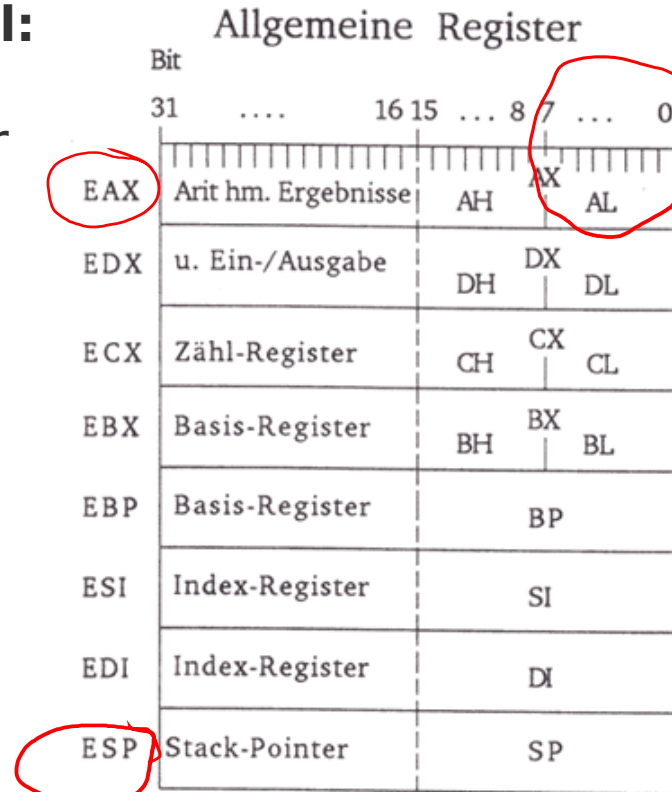 l:
Allgemeine Register
Bit
31 .... 16 15 ... 8 7 ... 0
r
EAX Arit hm. Ergebnisse AH AX AL
EDX u. Ein-/Ausgabe DH DX DL
ECX Zähl-Register CH CX CL
EBX Basis-Register BH BX BL
EBP Basis-Register BP
ESI Index-Register SI
EDI Index-Register DI
ESP Stack-Pointer SP